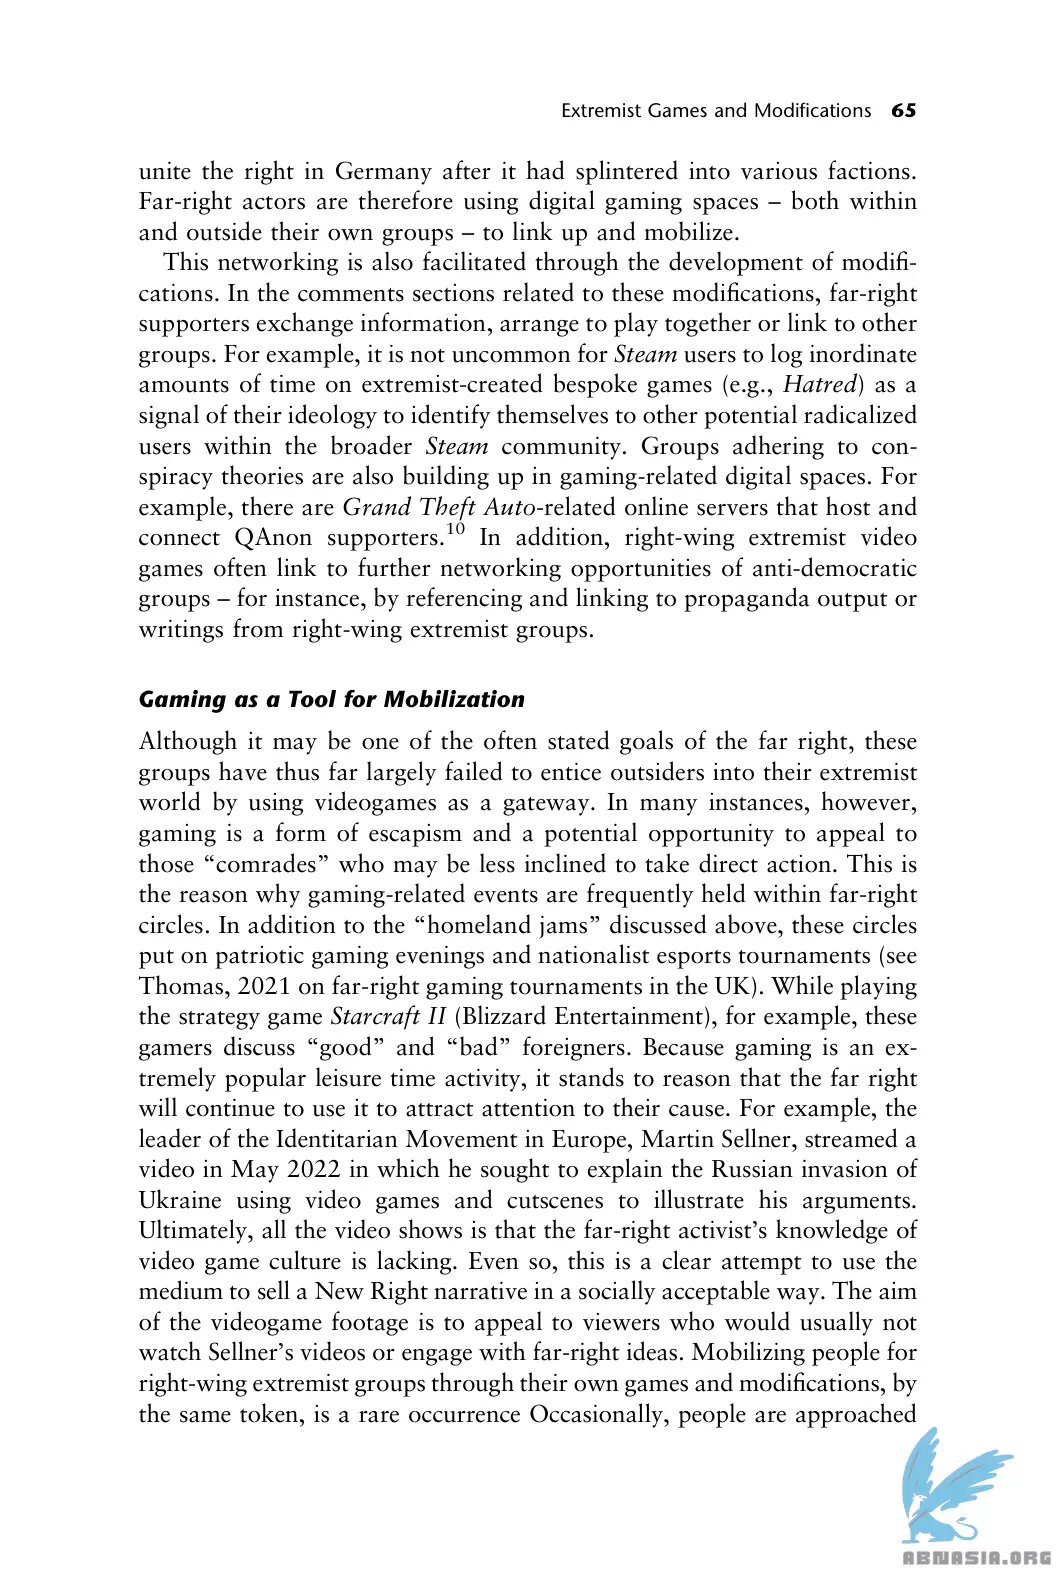 Extremist Games and Modifications 65
unite the right in Germany after it had splintered into various factions.
Far-right actors are therefore using digital gaming spaces – both within
and outside their own groups – to link up and mobilize.
This networking is also facilitated through the development of modifi-
cations. In the comments sections related to these modifications, far-right
supporters exchange information, arrange to play together or link to other
groups. For example, it is not uncommon for Steam users to log inordinate
amounts of time on extremist-created bespoke games (e.g., Hatred) as a
signal of their ideology to identify themselves to other potential radicalized
users within the broader Steam community. Groups adhering to con-
spiracy theories are also building up in gaming-related digital spaces. For
example, there are Grand Theft Auto-related online servers that host and
connect QAnon supporters.10 In addition, right-wing extremist video
games often link to further networking opportunities of anti-democratic
groups – for instance, by referencing and linking to propaganda output or
writings from right-wing extremist groups.
Gaming as a Tool for Mobilization
Although it may be one of the often stated goals of the far right, these
groups have thus far largely failed to entice outsiders into their extremist
world by using videogames as a gateway. In many instances, however,
gaming is a form of escapism and a potential opportunity to appeal to
those “comrades” who may be less inclined to take direct action. This is
the reason why gaming-related events are frequently held within far-right
circles. In addition to the “homeland jams” discussed above, these circles
put on patriotic gaming evenings and nationalist esports tournaments (see
Thomas, 2021 on far-right gaming tournaments in the UK). While playing
the strategy game Starcraft II (Blizzard Entertainment), for example, these
gamers discuss “good” and “bad” foreigners. Because gaming is an ex-
tremely popular leisure time activity, it stands to reason that the far right
will continue to use it to attract attention to their cause. For example, the
leader of the Identitarian Movement in Europe, Martin Sellner, streamed a
video in May 2022 in which he sought to explain the Russian invasion of
Ukraine using video games and cutscenes to illustrate his arguments.
Ultimately, all the video shows is that the far-right activist’s knowledge of
video game culture is lacking. Even so, this is a clear attempt to use the
medium to sell a New Right narrative in a socially acceptable way. The aim
of the videogame footage is to appeal to viewers who would usually not
watch Sellner’s videos or engage with far-right ideas. Mobilizing people for
right-wing extremist groups through their own games and modifications, by
the same token, is a rare occurrence Occasionally, people are approached
ABNASIA.ORG